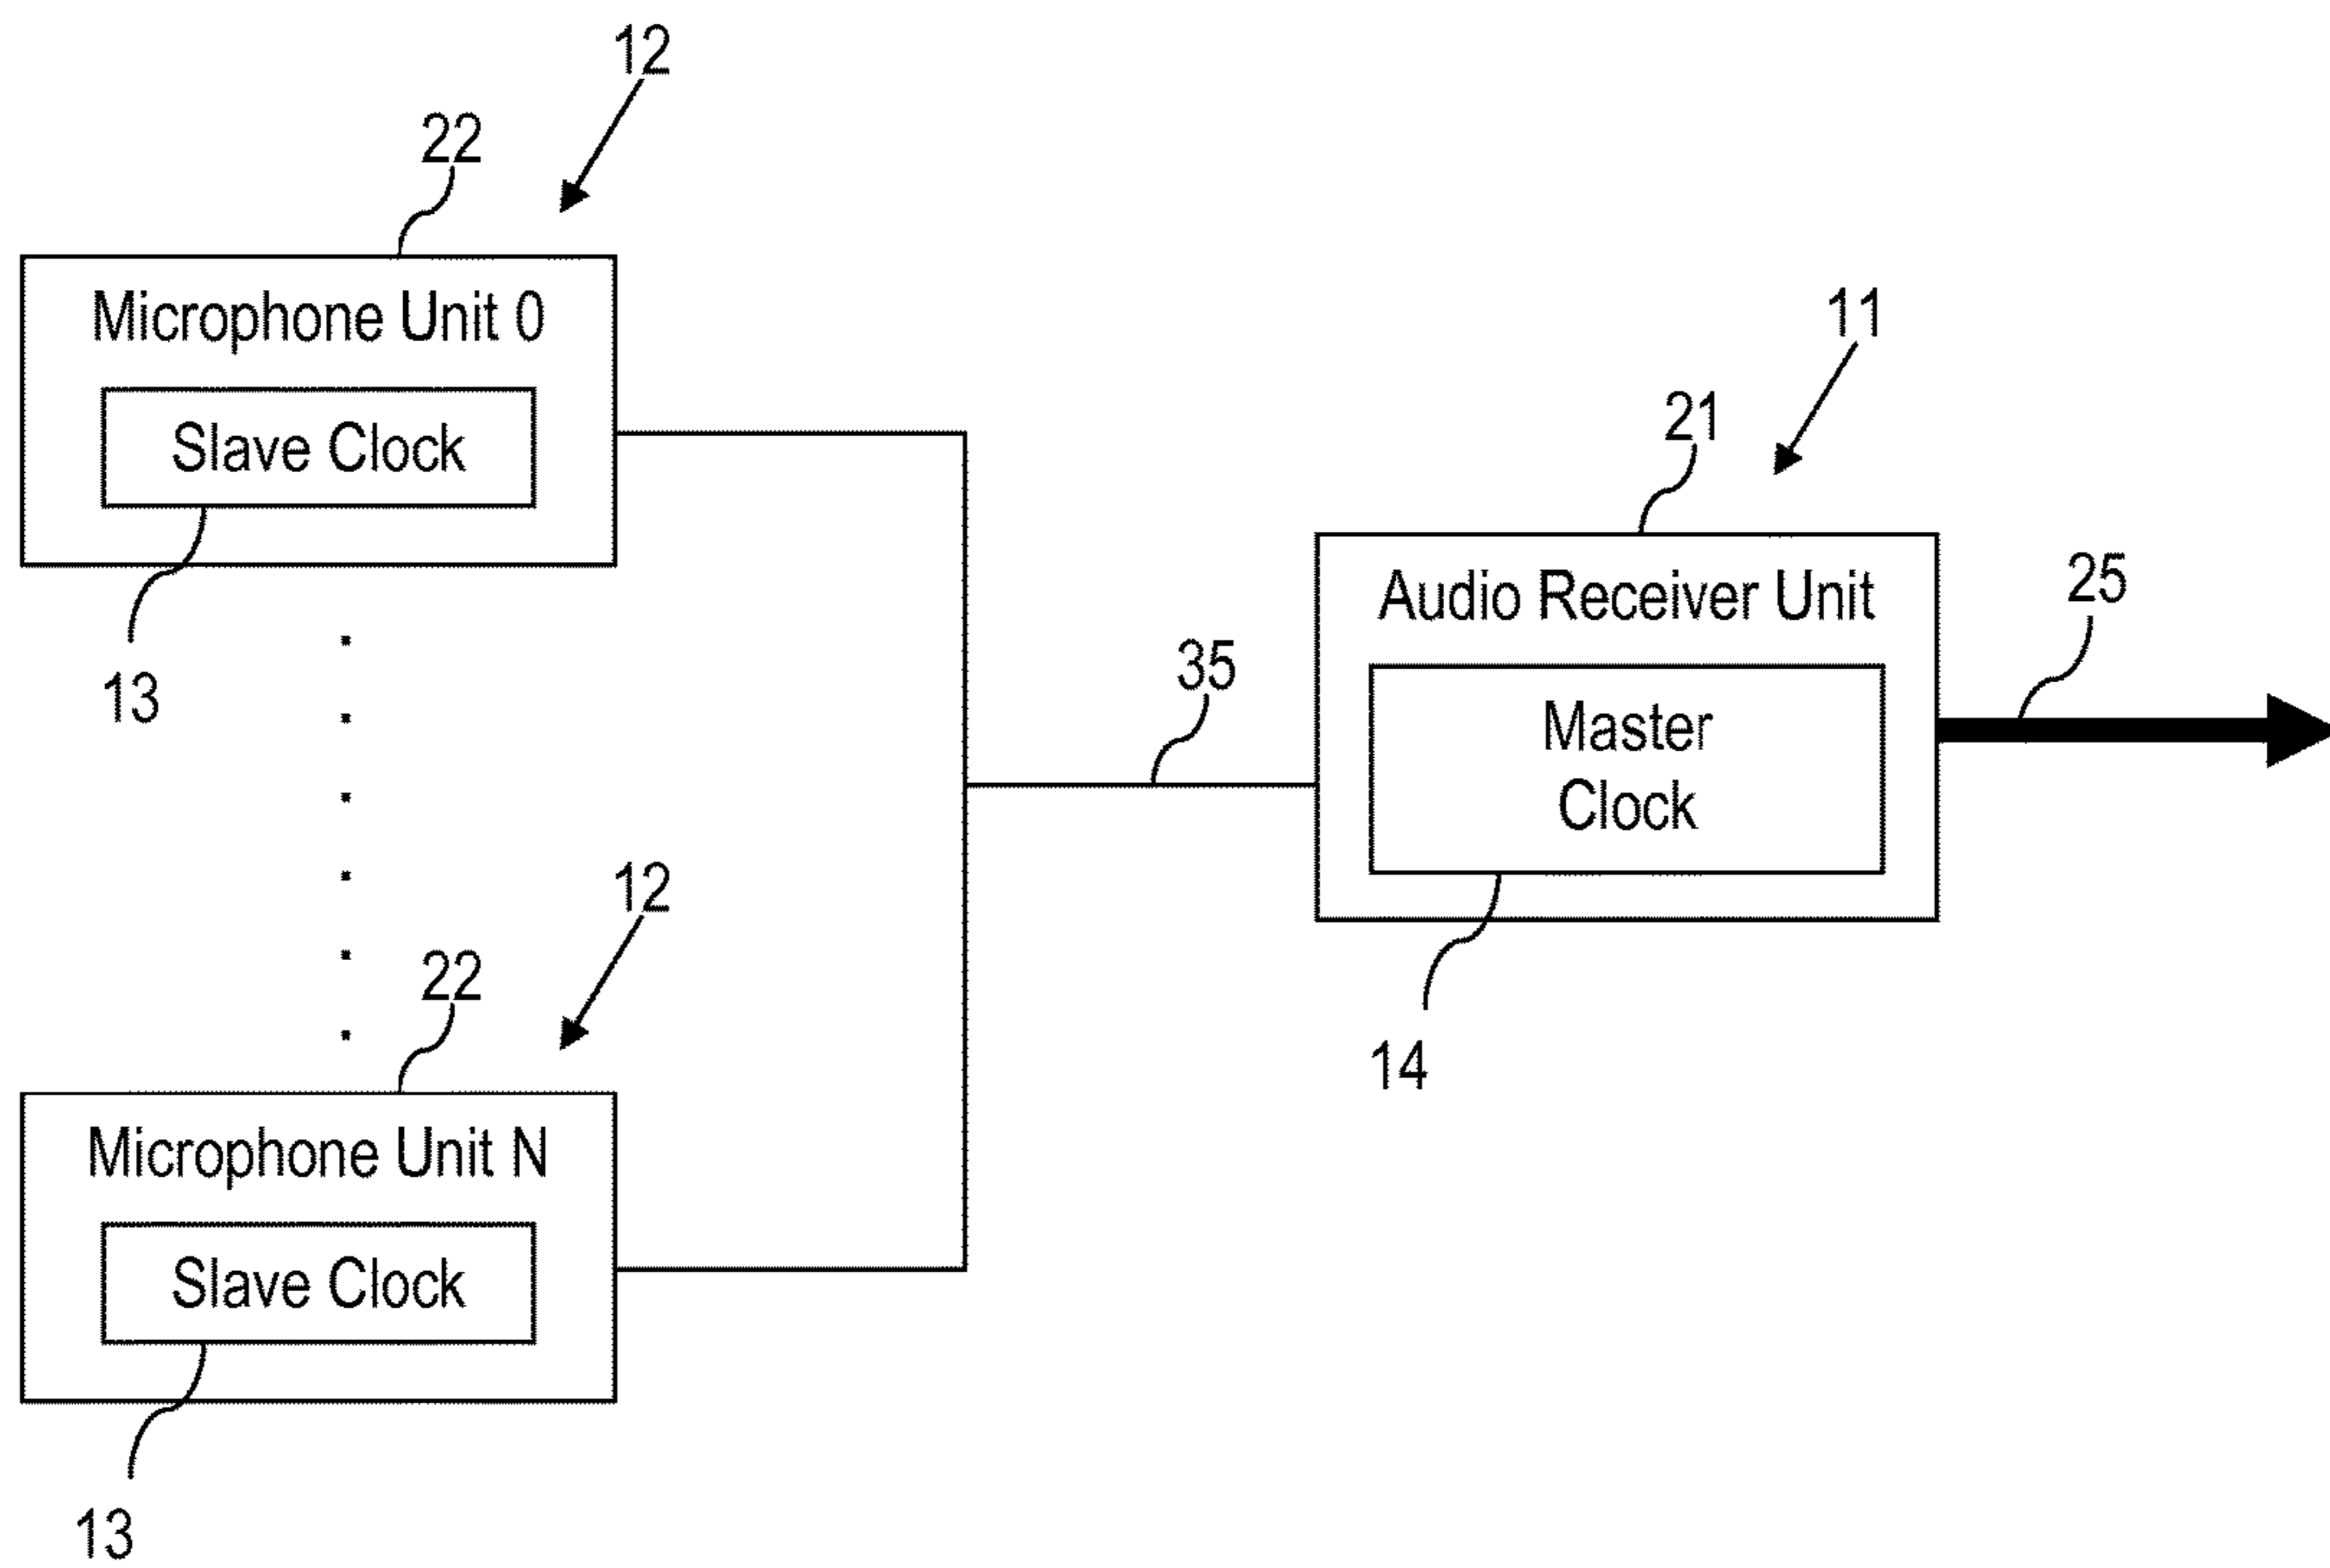 12
22
Microphone Unit 0
Slave Clock
13
11
21
Audio Receiver Unit
Master
Clock
25
35
14
12
22
Microphone Unit N
Slave Clock
13